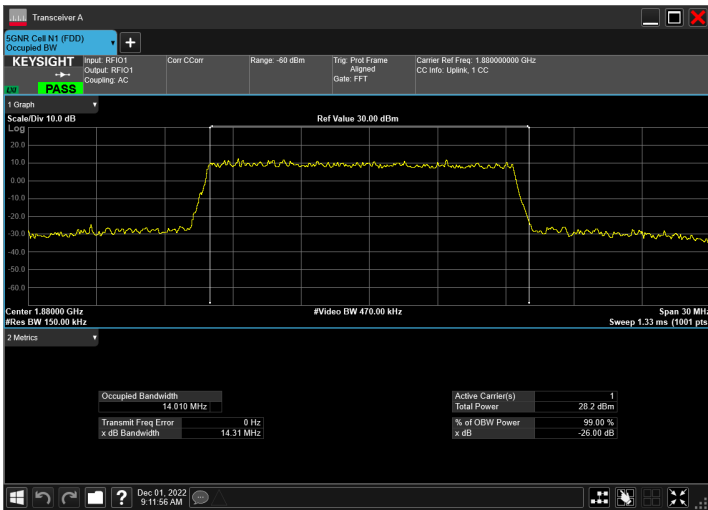 Transceiver A
5GNR Cell N1 (FDD)
Occupied BW
+
KEYSIGHT
Input: RFIO1
Output: RFIO1
Coupling: AC
Corr CCorr
Range: -60 dBm
Trig: Prot Frame
Aligned
Gate: FFT
Carrier Ref Freq: 1.880000000 GHz
CC Info: Uplink, 1 CC
PASS
1 Graph
Scale/Div 10.0 dB
Ref Value 30.00 dBm
Log
20.0
10.0
0.00
-10.0
-20.0
-30.0
-40.0
-50.0
-60.0
Center 1.88000 GHz
#Video BW 470.00 kHz
Span 30 MHz
#Res BW 150.00 kHz
Sweep 1.33 ms (1001 pts
2 Metrics
Occupied Bandwidth
14.010 MHz
Transmit Freq Error 0 Hz
x dB Bandwidth 14.31 MHz
Active Carrier(s) 1
Total Power 28.2 dBm
% of OBW Power 99.00 %
x dB -26.00 dB
?
Dec 01, 2022
9:11:56 AM